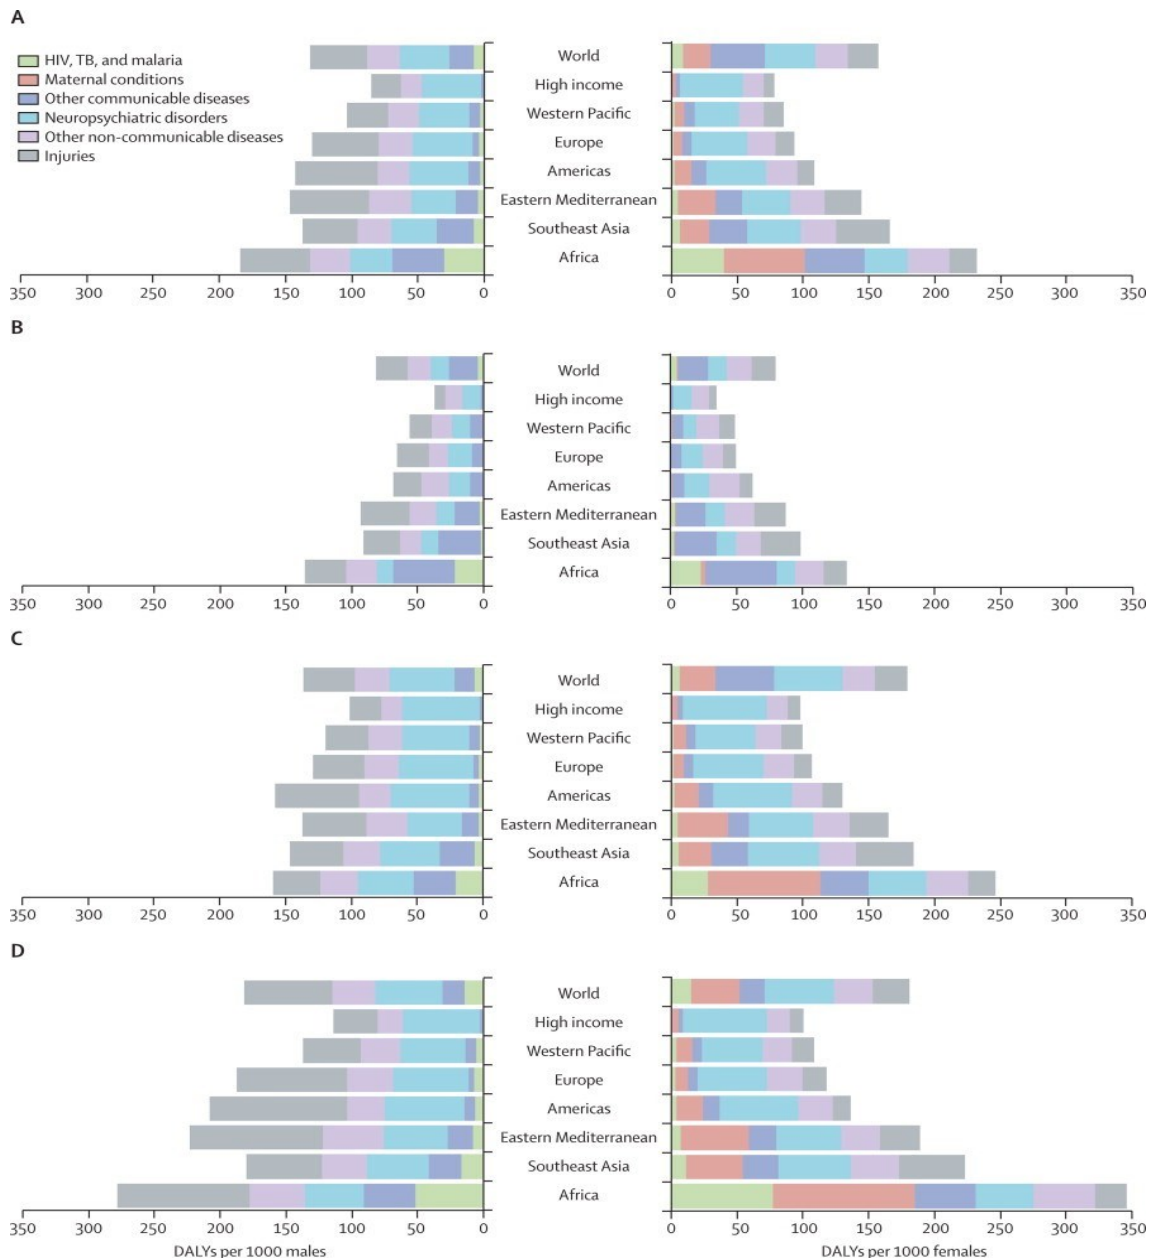 A
HIV, TB, and malaria
Maternal conditions
Other communicable diseases
Neuropsychiatric disorders
Other non-communicable diseases
Injuries
World
High income
Western Pacific
Europe
Americas
Eastern Mediterranean
Southeast Asia
Africa
350 300 250 200 150 100 50 0 0 50 100 150 200 250 300 350
B
World
High income
Western Pacific
Europe
Americas
Eastern Mediterranean
Southeast Asia
Africa
350 300 250 200 150 100 50 0 0 50 100 150 200 250 300 350
C
World
High income
Western Pacific
Europe
Americas
Eastern Mediterranean
Southeast Asia
Africa
350 300 250 200 150 100 50 0 0 50 100 150 200 250 300 350
D
World
High income
Western Pacific
Europe
Americas
Eastern Mediterranean
Southeast Asia
Africa
350 300 250 200 150 100 50 0 0 50 100 150 200 250 300 350
DALYs per 1000 males DALYs per 1000 females